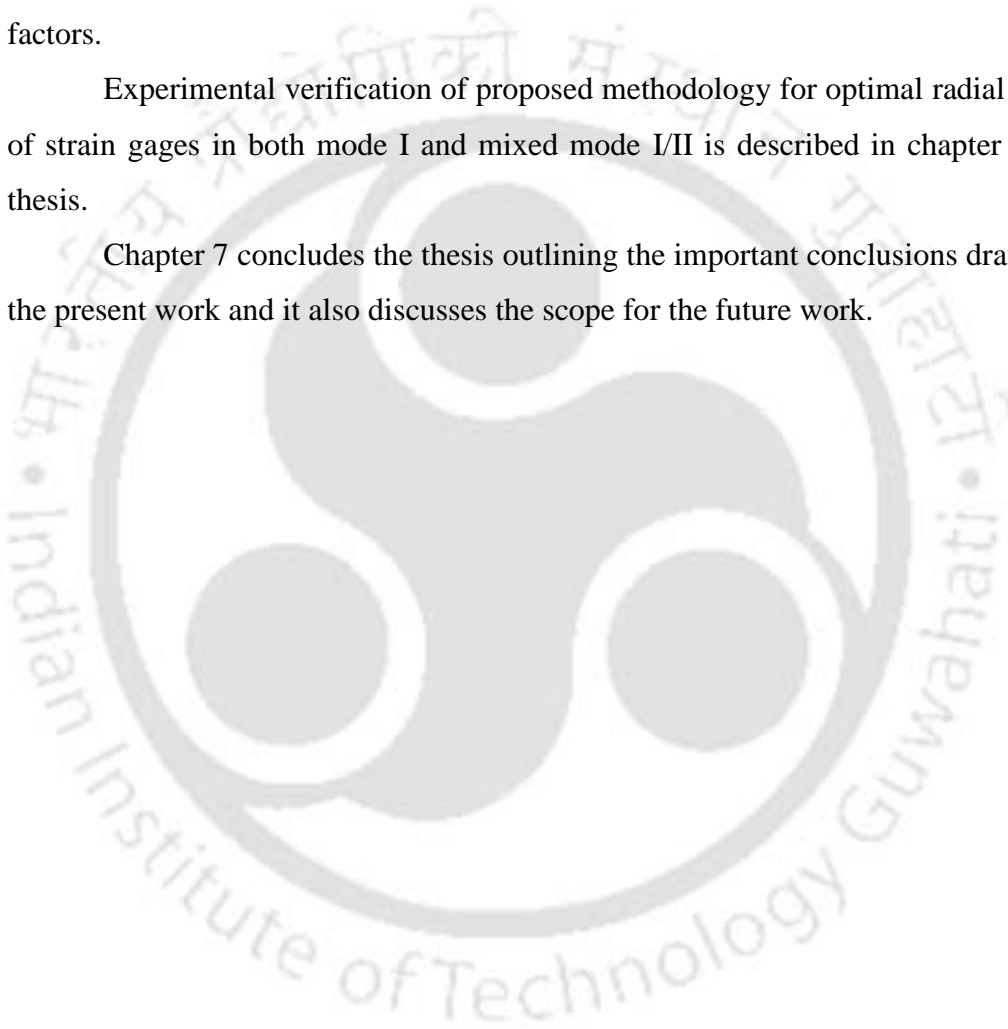 factors.
Experimental verification of proposed methodology for optimal radial
of strain gages in both mode I and mixed mode I/II is described in chapter
thesis.
Chapter 7 concludes the thesis outlining the important conclusions dra
the present work and it also discusses the scope for the future work.
Indian Institute of Technology Guwahati